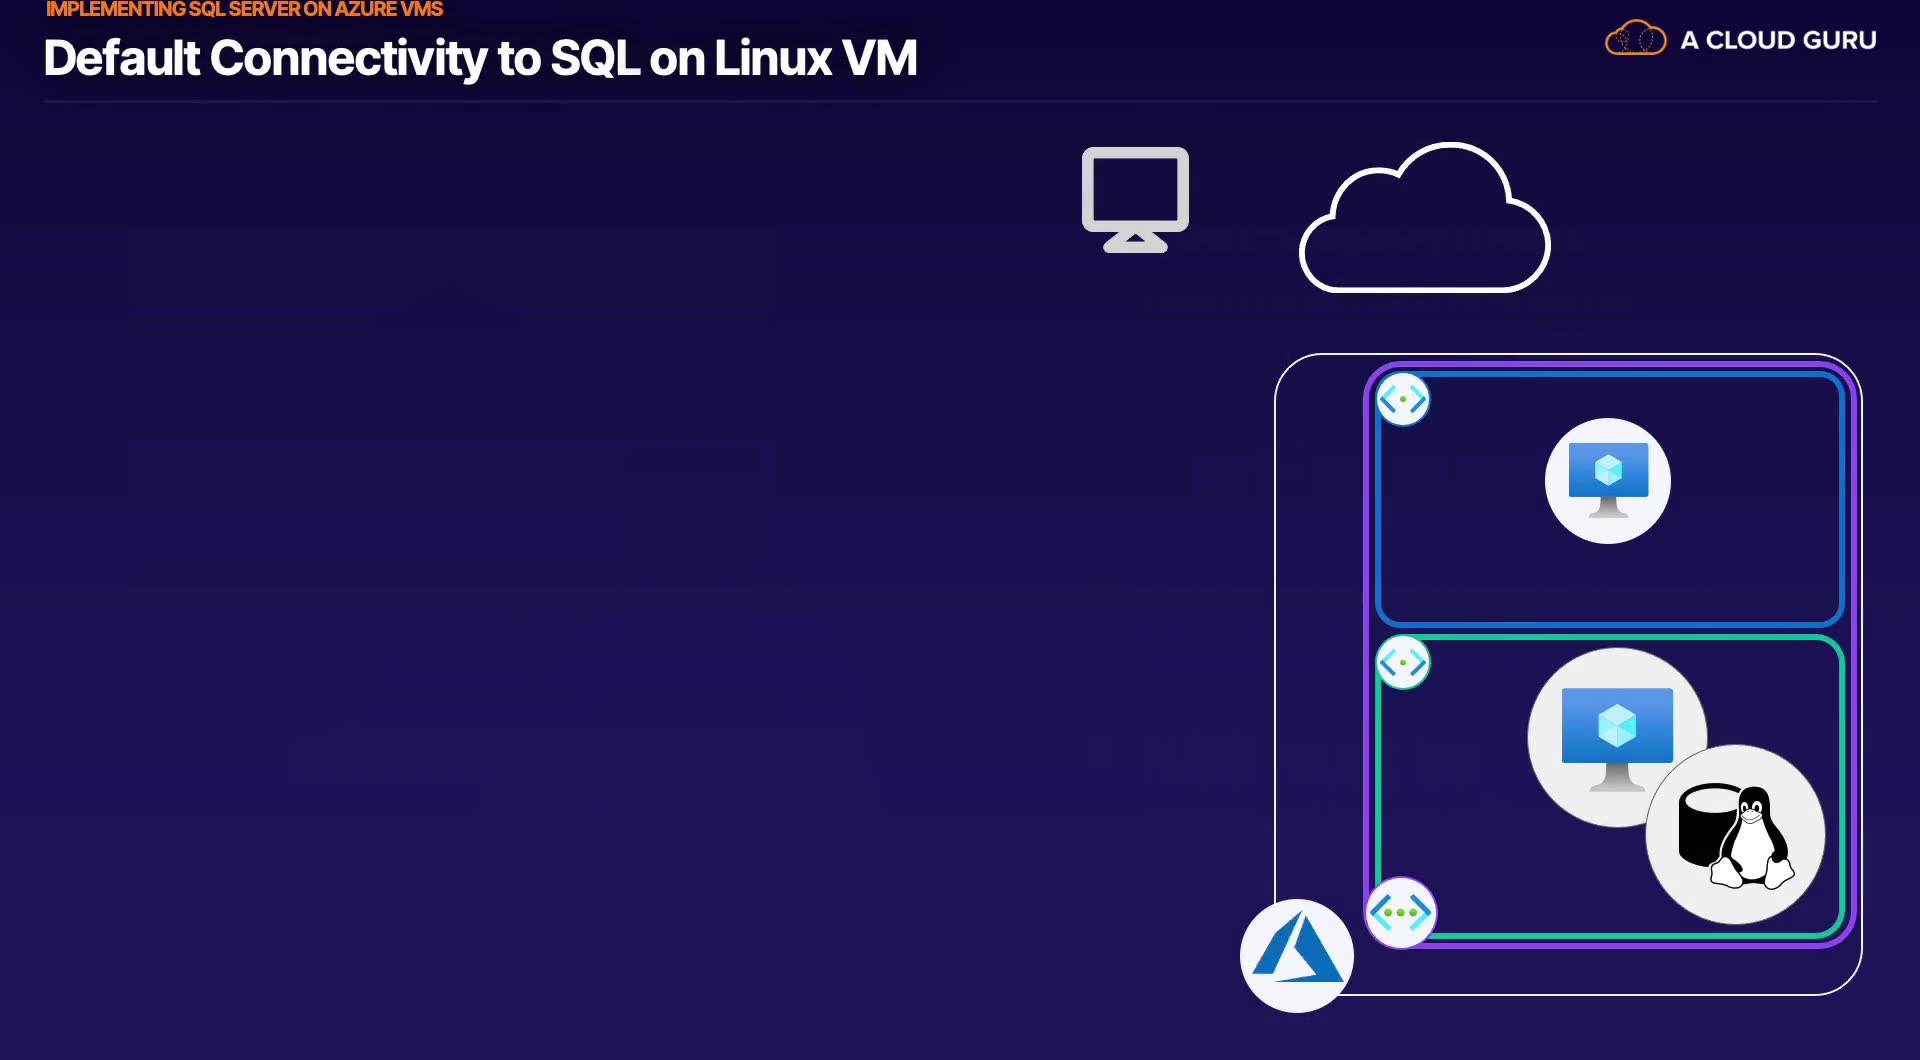 IMPLEMENTING SQL SERVER ON AZURE VMS
Default Connectivity to SQL on Linux VM
A CLOUD GURU